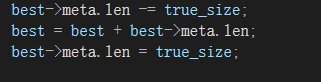 best->meta.len -= true_size;
best = best + best->meta.len;
best->meta.len = true_size;